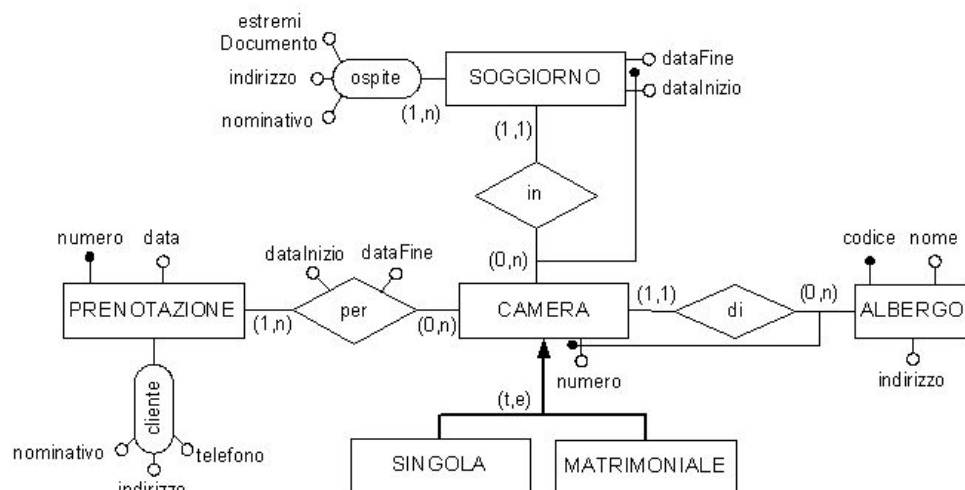 estremi
Documento
indirizzo
nominativo
ospite
(1,n)
SOGGIORNO
dataFine
dataInizio
(1,1)
in
(0,n)
numero
data
PRENOTAZIONE
(1,n)
dataInizio
dataFine
per
(0,n)
CAMERA
(1,1)
di
(0,n)
codice
nome
ALBERGO
indirizzo
numero
cliente
nominativo
telefono
indirizzo
(t,e)
SINGOLA
MATRIMONIALE